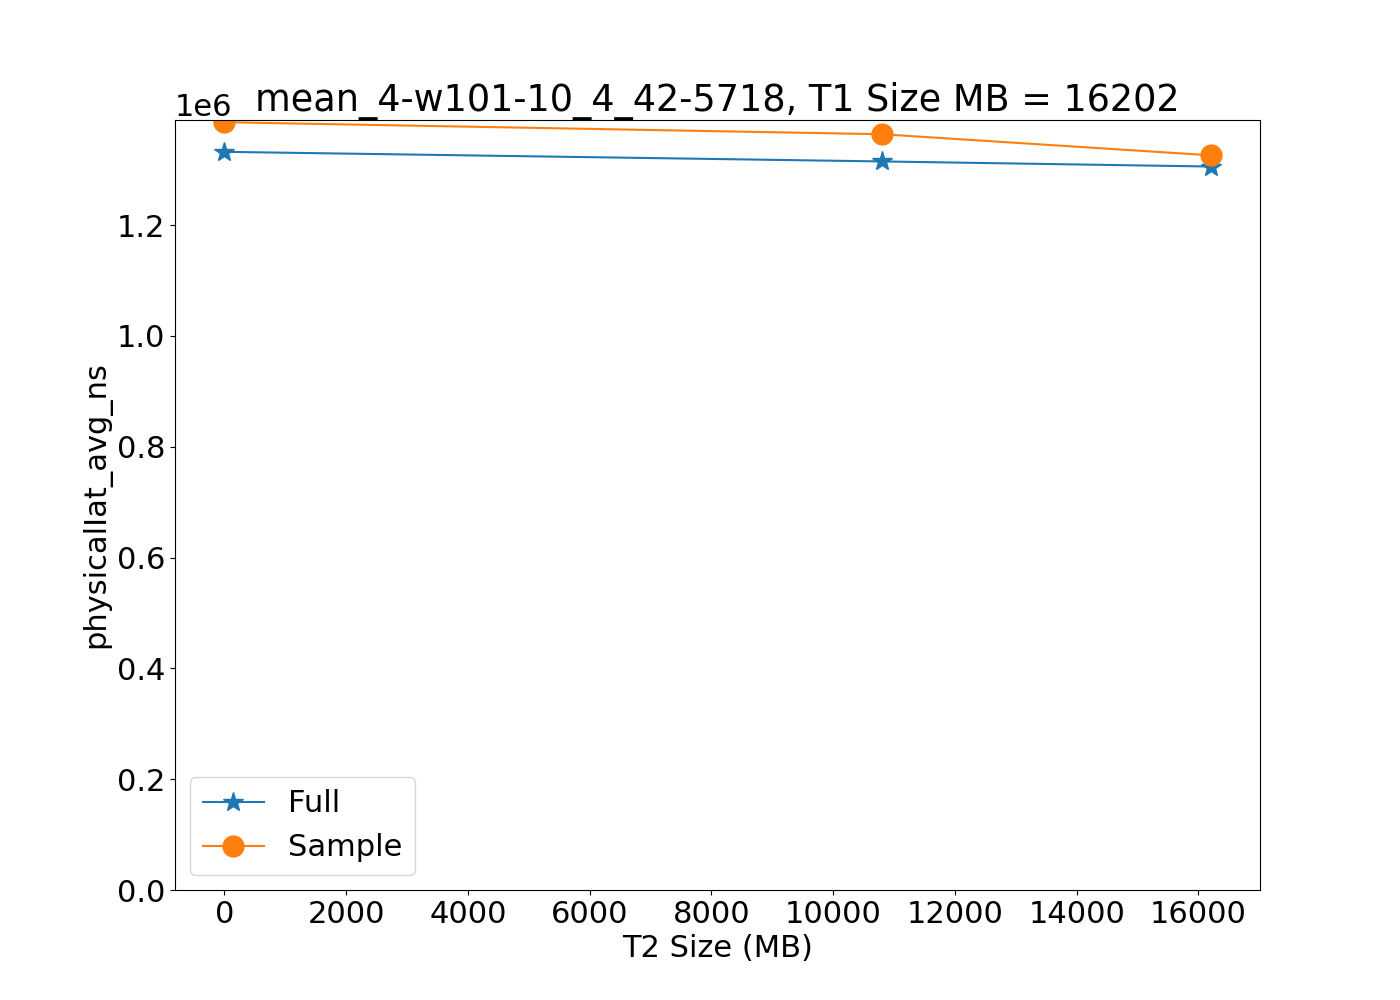 mean_4-w101-10_4_42-5718, T1 Size MB = 16202
1e6
1.2
1.0
0.8
0.6
0.4
0.2
0.0
physicallat_avg_ns
Full
Sample
0 2000 4000 6000 8000 10000 12000 14000 16000
T2 Size (MB)